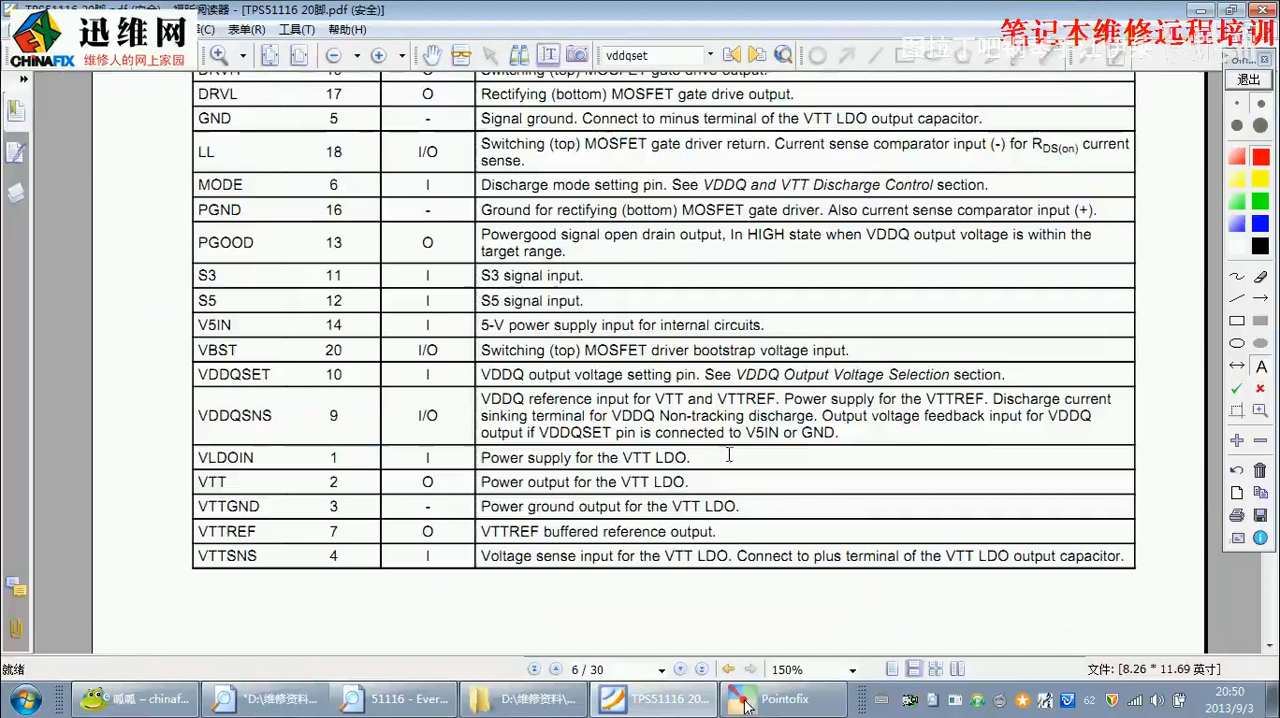 [TPS51116 20脚.pdf (安全)]
迅维网
CHINAFIX 维修人的网上家园
笔记本维修远程培训
表单(R) 工具(T) 帮助(H)
vddqset
退出
DRVL 17 O Rectifying (bottom) MOSFET gate drive output.
GND 5 - Signal ground. Connect to minus terminal of the VTT LDO output capacitor.
LL 18 I/O Switching (top) MOSFET gate driver return. Current sense comparator input (-) for RDS(on) current
sense.
MODE 6 I Discharge mode setting pin. See VDDQ and VTT Discharge Control section.
PGND 16 - Ground for rectifying (bottom) MOSFET gate driver. Also current sense comparator input (+).
PGOOD 13 O Powergood signal open drain output, In HIGH state when VDDQ output voltage is within the
target range.
S3 11 I S3 signal input.
S5 12 I S5 signal input.
V5IN 14 I 5-V power supply input for internal circuits.
VBST 20 I/O Switching (top) MOSFET driver bootstrap voltage input.
VDDQSET 10 I VDDQ output voltage setting pin. See VDDQ Output Voltage Selection section.
VDDQSNS 9 I/O VDDQ reference input for VTT and VTTREF. Power supply for the VTTREF. Discharge current
sinking terminal for VDDQ Non-tracking discharge. Output voltage feedback input for VDDQ
output if VDDQSET pin is connected to V5IN or GND.
VLDOIN 1 I Power supply for the VTT LDO.
VTT 2 O Power output for the VTT LDO.
VTTGND 3 - Power ground output for the VTT LDO.
VTTREF 7 O VTTREF buffered reference output.
VTTSNS 4 I Voltage sense input for the VTT LDO. Connect to plus terminal of the VTT LDO output capacitor.
就绪 6 / 30 150% 文件: [8.26 * 11.69 英寸]
呱呱 – chinaf... "D:\维修资料... 51116 - Ever... D:\维修资料\... TPS51116 20... Pointofix 62 20:50
2013/9/3